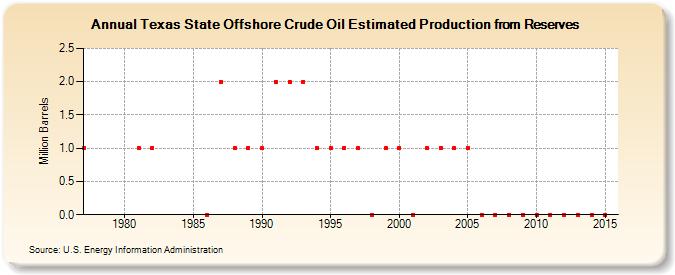 Annual Texas State Offshore Crude Oil Estimated Production from Reserves
Million Barrels
2.5
2.0
1.5
1.0
0.5
0.0
1980 1985 1990 1995 2000 2005 2010 2015
Source: U.S. Energy Information Administration